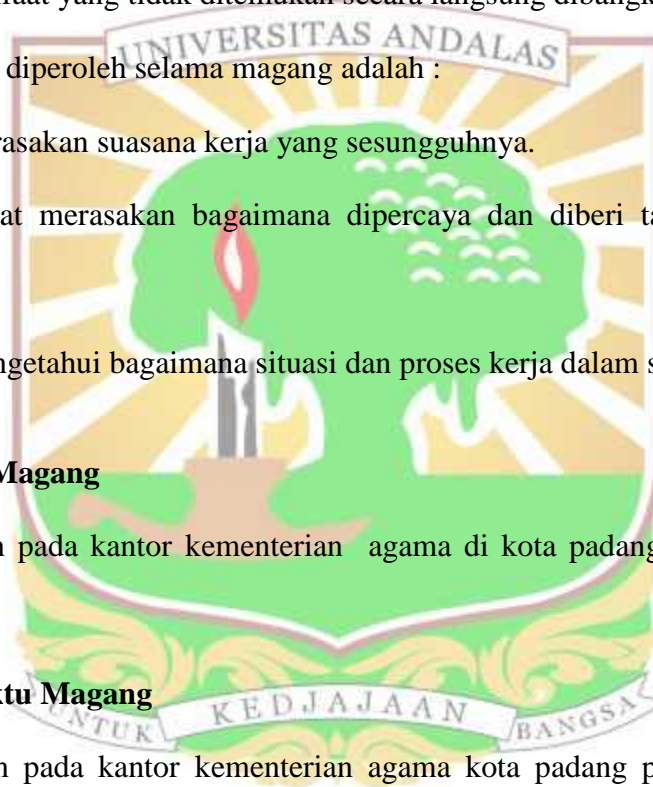 faat yang tidak ditemukan secara langsung dibangk
UNIVERSITAS ANDALAS
diperoleh selama magang adalah :
rasakan suasana kerja yang sesungguhnya.
at merasakan bagaimana dipercaya dan diberi ta
ngetahui bagaimana situasi dan proses kerja dalam s
Magang
n pada kantor kementerian agama di kota padang
ktu Magang
UNTUK KEDJAJAAN BANGSA
n pada kantor kementerian agama kota padang p